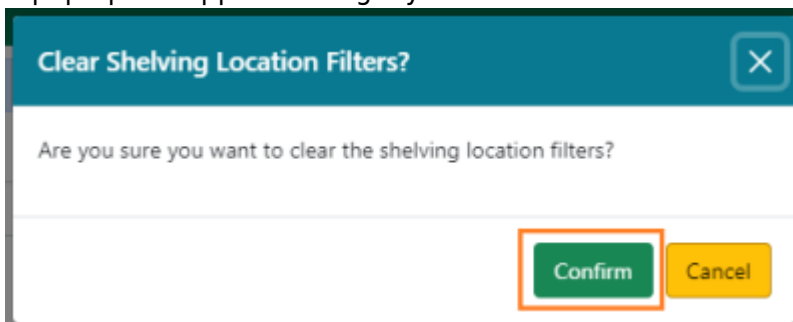 Clear Shelving Location Filters?
Are you sure you want to clear the shelving location filters?
Confirm
Cancel